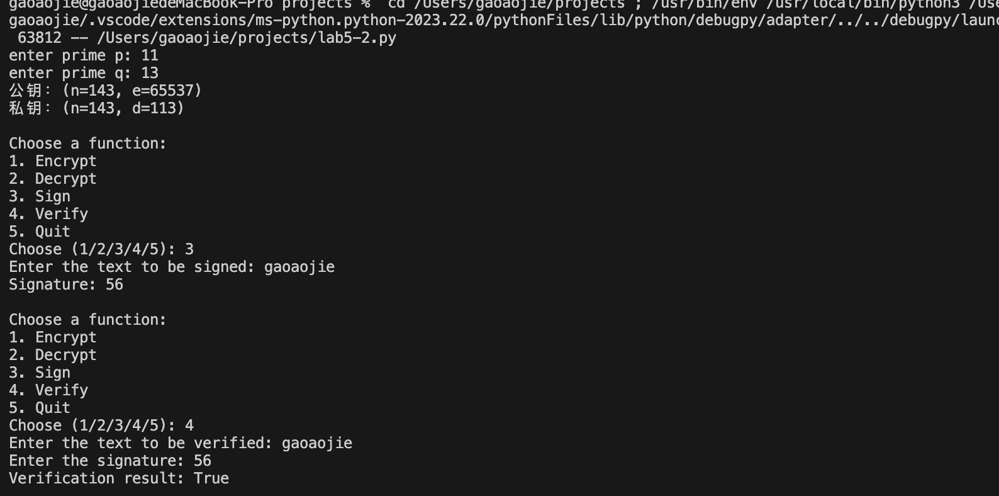 gaoaojie@gaoaojiedeMacBook-Pro projects %  cd /Users/gaoaojie/projects ; /usr/bin/env /usr/local/bin/python3 /Use
gaoaojie/.vscode/extensions/ms-python.python-2023.22.0/pythonFiles/lib/python/debugpy/adapter/../../debugpy/launc
 63812 -- /Users/gaoaojie/projects/lab5-2.py
enter prime p: 11
enter prime q: 13
公钥: (n=143, e=65537)
私钥: (n=143, d=113)
Choose a function:
1. Encrypt
2. Decrypt
3. Sign
4. Verify
5. Quit
Choose (1/2/3/4/5): 3
Enter the text to be signed: gaoaojie
Signature: 56
Choose a function:
1. Encrypt
2. Decrypt
3. Sign
4. Verify
5. Quit
Choose (1/2/3/4/5): 4
Enter the text to be verified: gaoaojie
Enter the signature: 56
Verification result: True